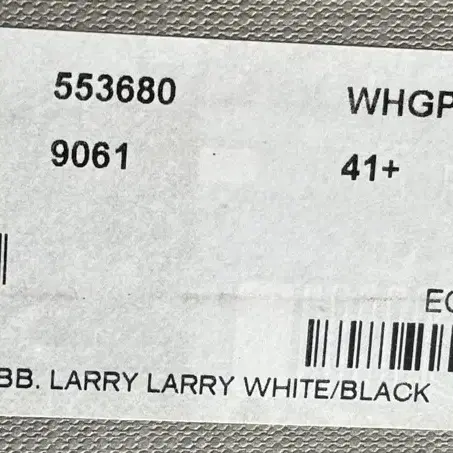 553680 WHGP
9061 41+
EC
BB. LARRY LARRY WHITE/BLACK